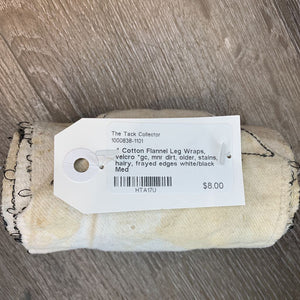 The Tack Collector
1000838-1101
Cotton Flannel Leg Wraps,
velcro *gc, mnr dirt, older, stains,
hairy, frayed edges white/black
Med
$8.00
HTA17U